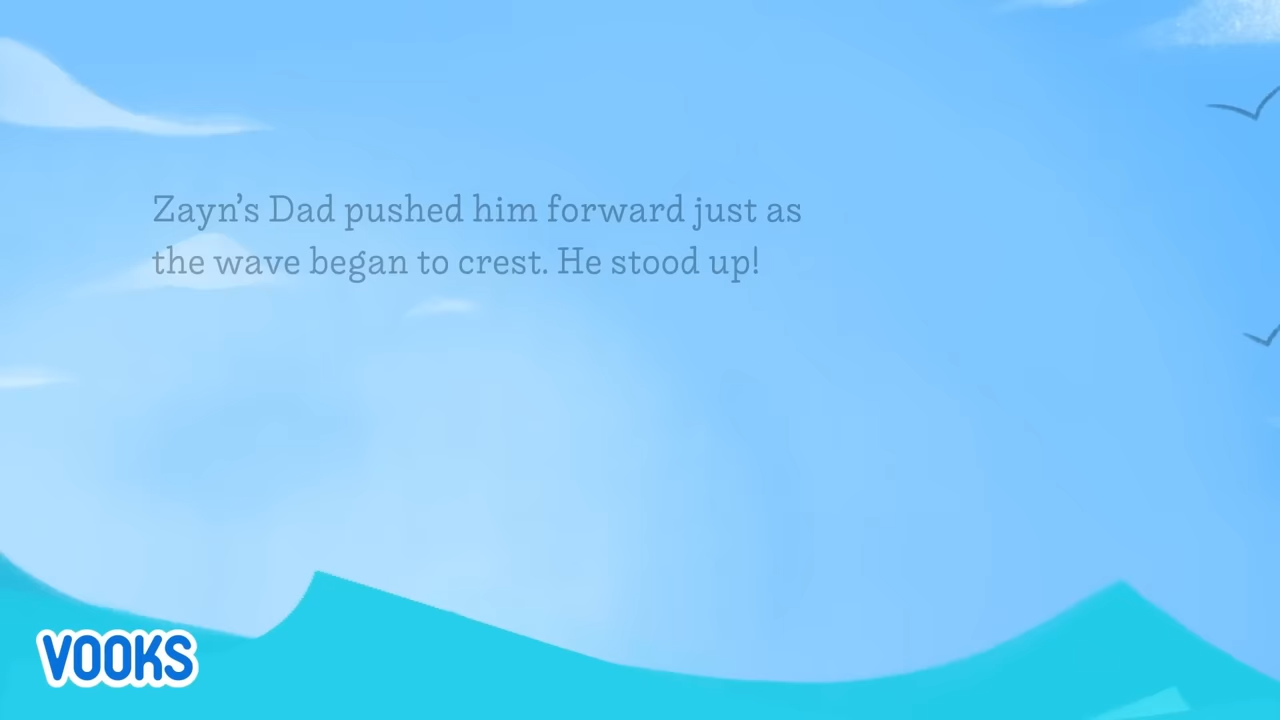 Zayn’s Dad pushed him forward just as
the wave began to crest. He stood up!
VOOKS